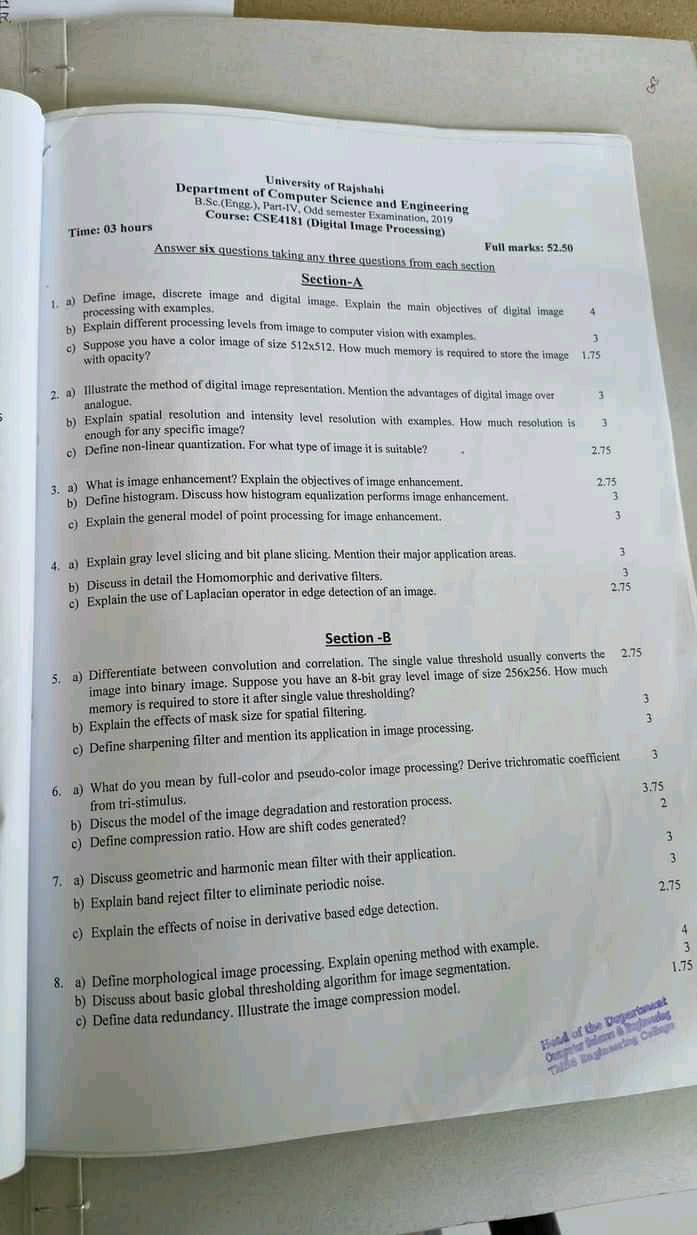 University of Rajshahi
Department of Computer Science and Engineering
B.Sc.(Engg.), Part-IV, Odd semester Examination, 2019
Course: CSE4181 (Digital Image Processing)
Time: 03 hours
Full marks: 52.50
Answer six questions taking any three questions from each section
Section-A
1. a) Define image, discrete image and digital image. Explain the main objectives of digital image 4
processing with examples.
b) Explain different processing levels from image to computer vision with examples. 3
c) Suppose you have a color image of size 512x512. How much memory is required to store the image 1.75
with opacity?
2. a) Illustrate the method of digital image representation. Mention the advantages of digital image over 3
analogue.
b) Explain spatial resolution and intensity level resolution with examples. How much resolution is 3
enough for any specific image?
c) Define non-linear quantization. For what type of image it is suitable? 2.75
3. a) What is image enhancement? Explain the objectives of image enhancement. 2.75
b) Define histogram. Discuss how histogram equalization performs image enhancement. 3
c) Explain the general model of point processing for image enhancement. 3
4. a) Explain gray level slicing and bit plane slicing. Mention their major application areas. 3
b) Discuss in detail the Homomorphic and derivative filters. 3
c) Explain the use of Laplacian operator in edge detection of an image. 2.75
Section -B
5. a) Differentiate between convolution and correlation. The single value threshold usually converts the 2.75
image into binary image. Suppose you have an 8-bit gray level image of size 256x256. How much
memory is required to store it after single value thresholding?
b) Explain the effects of mask size for spatial filtering. 3
c) Define sharpening filter and mention its application in image processing. 3
6. a) What do you mean by full-color and pseudo-color image processing? Derive trichromatic coefficient 3
from tri-stimulus.
b) Discus the model of the image degradation and restoration process. 3.75
c) Define compression ratio. How are shift codes generated? 2
7. a) Discuss geometric and harmonic mean filter with their application. 3
b) Explain band reject filter to eliminate periodic noise. 3
c) Explain the effects of noise in derivative based edge detection. 2.75
8. a) Define morphological image processing. Explain opening method with example. 4
b) Discuss about basic global thresholding algorithm for image segmentation. 3
c) Define data redundancy. Illustrate the image compression model. 1.75
Head of the Department
Computer Science & Engineering
Engineering College